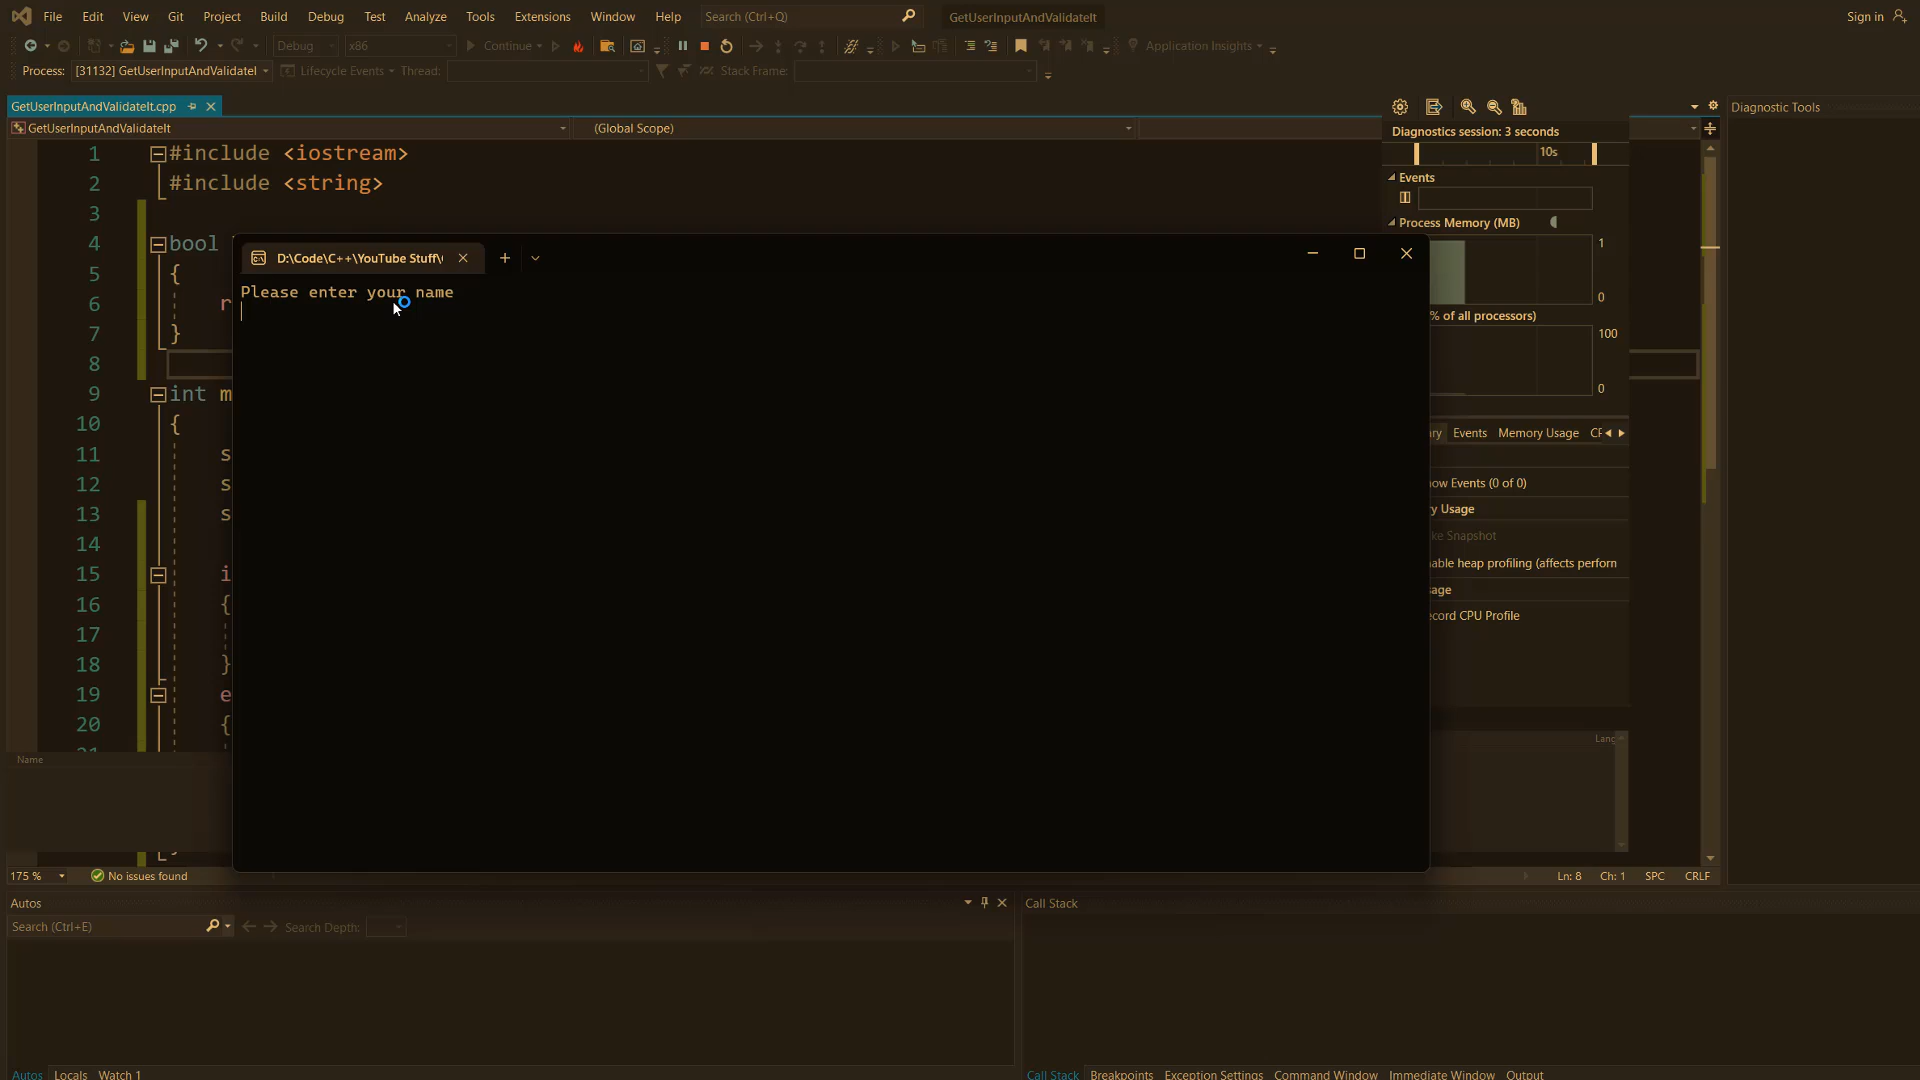 File Edit View Git Project Build Debug Test Analyze Tools Extensions Window Help Search (Ctrl+Q) GetUserInputAndValidateIt Sign in
Debug x86 Continue Application Insights
Process: [31132] GetUserInputAndValidateI Lifecycle Events Thread: Stack Frame:
GetUserInputAndValidateIt.cpp
GetUserInputAndValidateIt (Global Scope)
1 #include <iostream>
2 #include <string>
3
4 bool
5 {
6 r
7 }
8
9 int m
10 {
11 s
12 s
13 s
14
15 i
16 {
17
18 }
19 e
20 {
21
Name
D:\Code\C++\YouTube Stuff\
Please enter your name
Diagnostic Tools
Diagnostics session: 3 seconds
10s
Events
Process Memory (MB)
1
0
% of all processors)
100
0
ry Events Memory Usage CP
ow Events (0 of 0)
y Usage
ke Snapshot
able heap profiling (affects perform
sage
ecord CPU Profile
Lang
175 % No issues found Ln: 8 Ch: 1 SPC CRLF
Autos
Search (Ctrl+E) Search Depth:
Autos Locals Watch 1
Call Stack
Call Stack Breakpoints Exception Settings Command Window Immediate Window Output